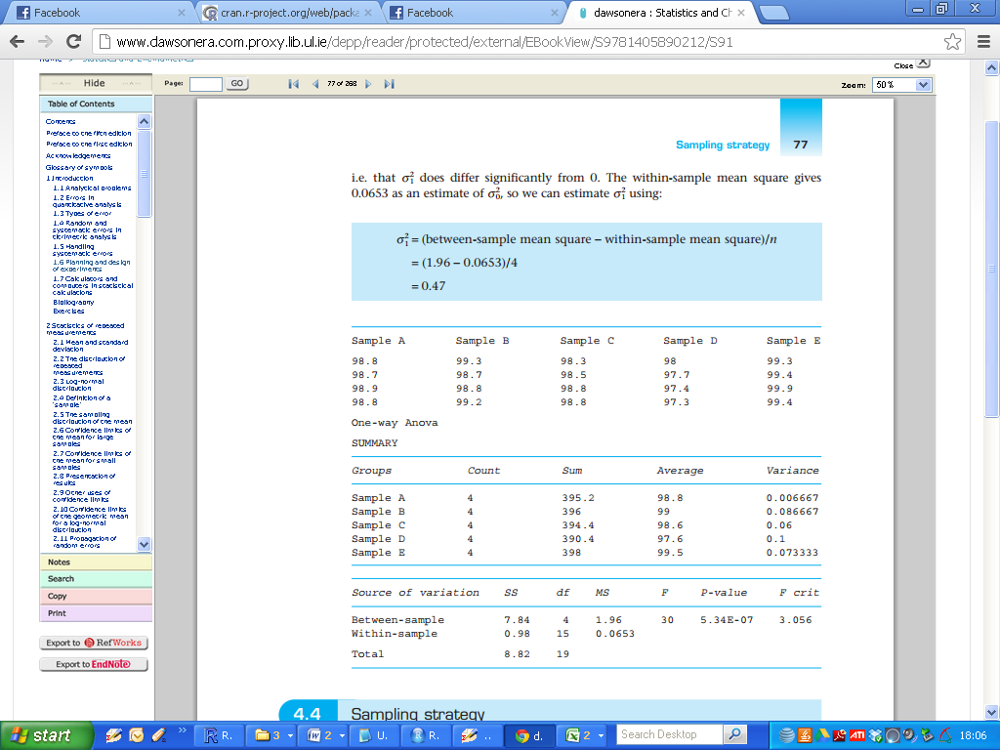 Facebook
cran.r-project.org/web/packa
Facebook
dawsonera : Statistics and Ch
www.dawsonera.com.proxy.lib.ul.ie/depp/reader/protected/external/EBookView/S9781405890212/S91
Close
Hide
Page:
GO
77 of 268
Zoom:
50%
Table of Contents
Contents
Preface to the fifth edition
Preface to the first edition
Acknowledgements
Glossary of symbols
1 Introduction
1.1 Analytical problems
1.2 Errors in
quantitative analysis
1.3 Types of error
1.4 Random and
systematic errors in
titrimetric analysis
1.5 Handling
systematic errors
1.6 Planning and design
of experiments
1.7 Calculators and
computers in statistical
calculations
Bibliography
Exercises
2 Statistics of repeated
measurements
2.1 Mean and standard
deviation
2.2 The distribution of
repeated
measurements
2.3 Log-normal
distribution
2.4 Definition of a
'sample'
2.5 The sampling
distribution of the mean
2.6 Confidence limits of
the mean for large
samples
2.7 Confidence limits of
the mean for small
samples
2.8 Presentation of
results
2.9 Other uses of
confidence limits
2.10 Confidence limits
of the geometric mean
for a log-normal
distribution
2.11 Propagation of
random errors
Notes
Search
Copy
Print
Export to RefWorks
Export to EndNote
Sampling strategy 77
i.e. that σ₁² does differ significantly from 0. The within-sample mean square gives
0.0653 as an estimate of σ₀², so we can estimate σ₁² using:
σ₁² = (between-sample mean square – within-sample mean square)/n
= (1.96 – 0.0653)/4
= 0.47
Sample A Sample B Sample C Sample D Sample E
98.8 99.3 98.3 98 99.3
98.7 98.7 98.5 97.7 99.4
98.9 98.8 98.8 97.4 99.9
98.8 99.2 98.8 97.3 99.4
One-way Anova
SUMMARY
Groups Count Sum Average Variance
Sample A 4 395.2 98.8 0.006667
Sample B 4 396 99 0.086667
Sample C 4 394.4 98.6 0.06
Sample D 4 390.4 97.6 0.1
Sample E 4 398 99.5 0.073333
Source of variation SS df MS F P-value F crit
Between-sample 7.84 4 1.96 30 5.34E-07 3.056
Within-sample 0.98 15 0.0653
Total 8.82 19
4.4 Sampling strategy
start
R.
3
2
U.
R.
..
d.
2
Search Desktop
18:06